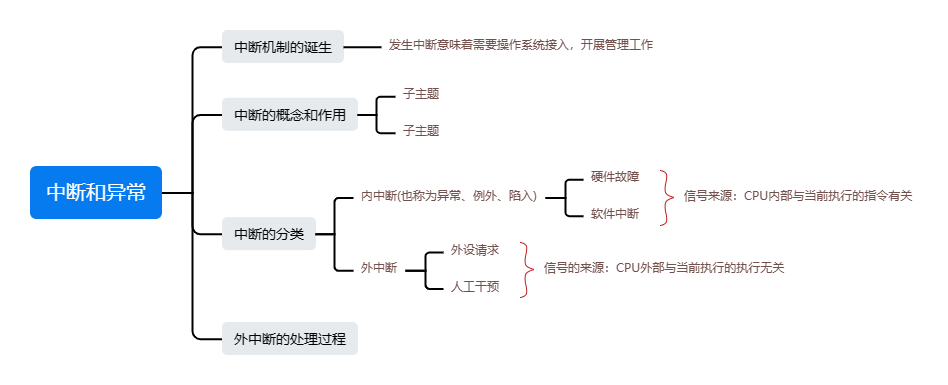 中断和异常
中断机制的诞生
发生中断意味着需要操作系统接入，开展管理工作
中断的概念和作用
子主题
子主题
中断的分类
内中断(也称为异常、例外、陷入)
硬件故障
软件中断
信号来源：CPU内部与当前执行的指令有关
外中断
外设请求
人工干预
信号的来源：CPU外部与当前执行的执行无关
外中断的处理过程